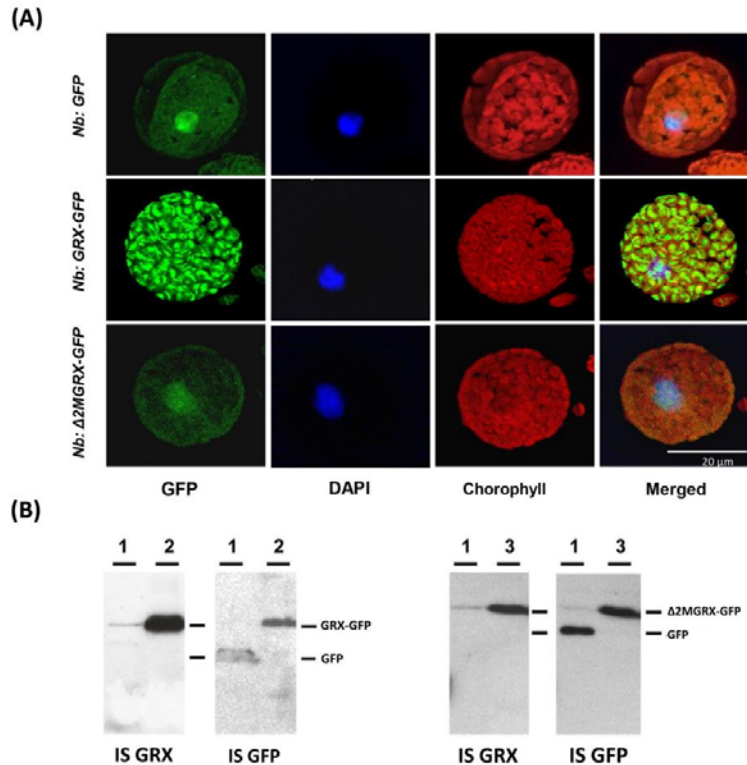 (A)
Nb: GFP
Nb: GRX-GFP
Nb: Δ2MGRX-GFP
20 µm
GFP DAPI Chorophyll Merged
(B)
1 2 1 2 1 3 1 3
GRX-GFP Δ2MGRX-GFP
GFP GFP
IS GRX IS GFP IS GRX IS GFP